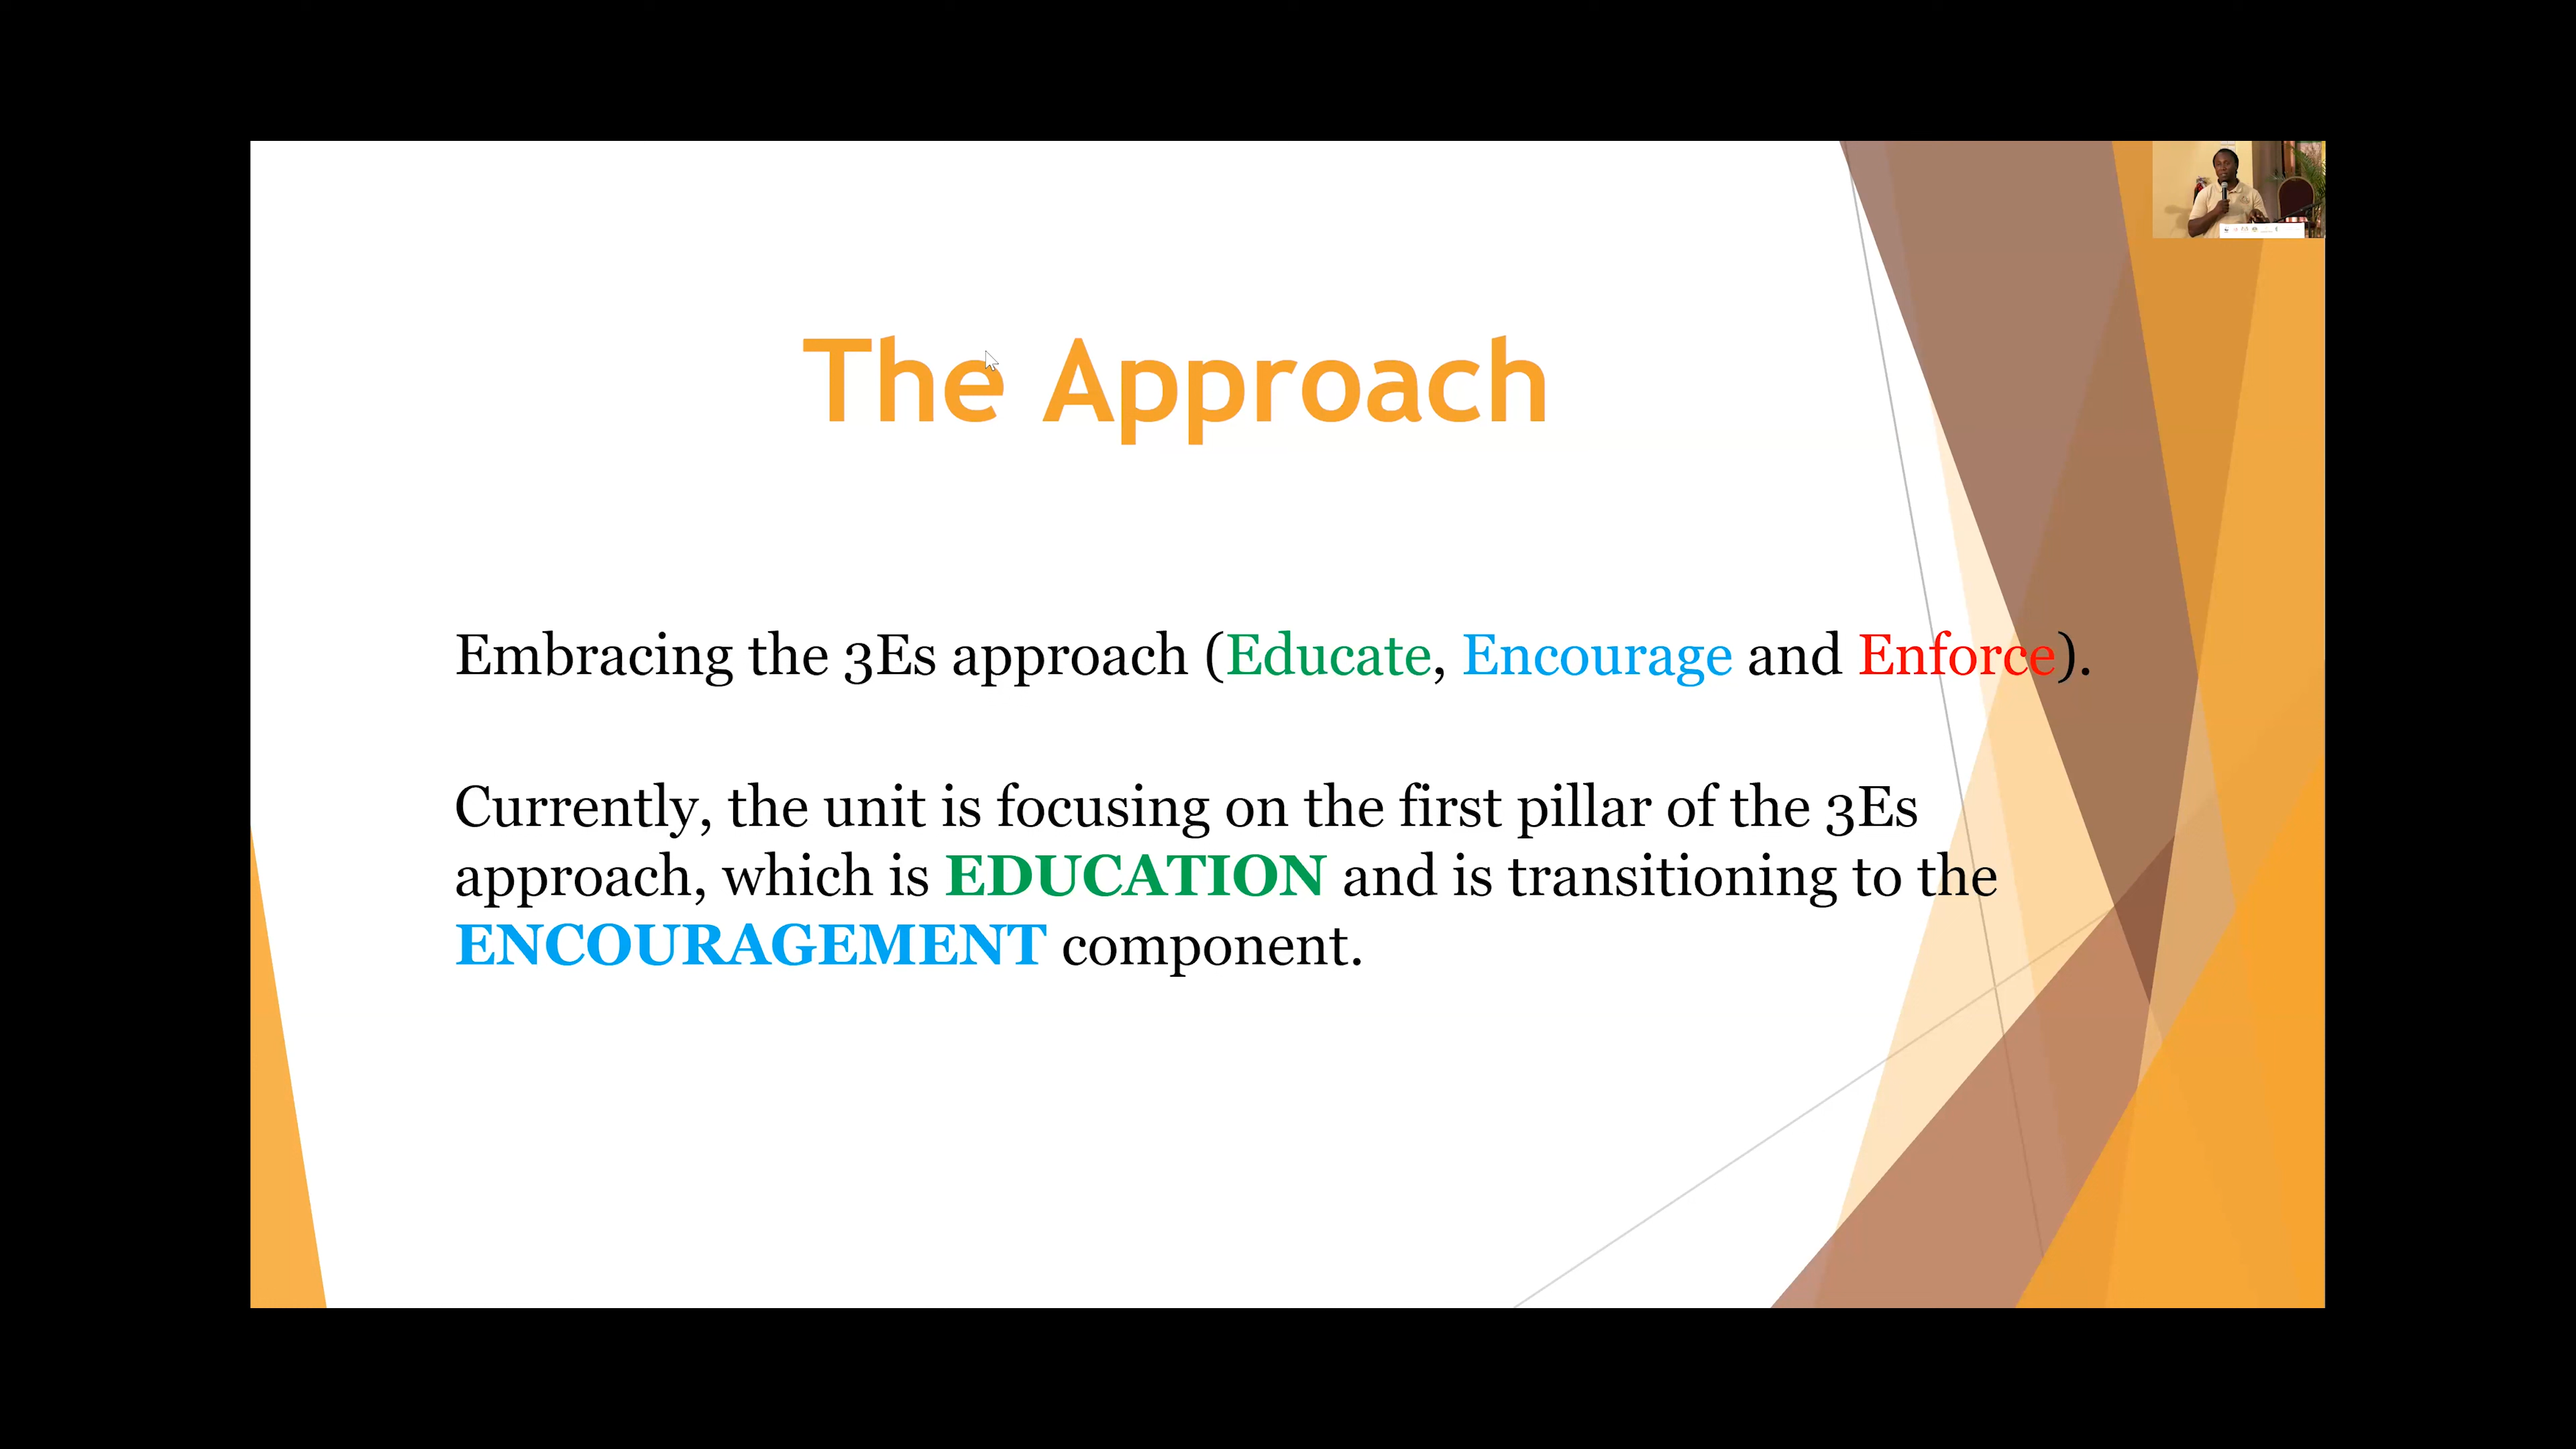 The Approach
Embracing the 3Es approach (Educate, Encourage and Enforce).
Currently, the unit is focusing on the first pillar of the 3Es
approach, which is EDUCATION and is transitioning to the
ENCOURAGEMENT component.